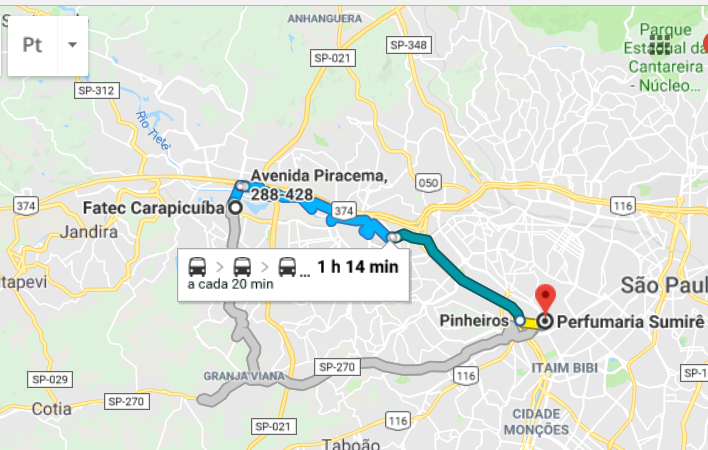 Pt
ANHANGUERA
SP-348
Parque
Estadual da
Cantareira
- Núcleo...
SP-021
SP-312
Rio Tietê
Avenida Piracema,
288-428
050
374
Fatec Carapicuíba
374
116
Jandira
Itapevi
1 h 14 min
a cada 20 min
São Paul
Pinheiros
Perfumaria Sumirê
SP-270
ITAIM BIBI
GRANJA VIANA
116
SP-1
SP-029
SP-270
Cotia
116
CIDADE
MONÇÕES
SP-021
Taboão